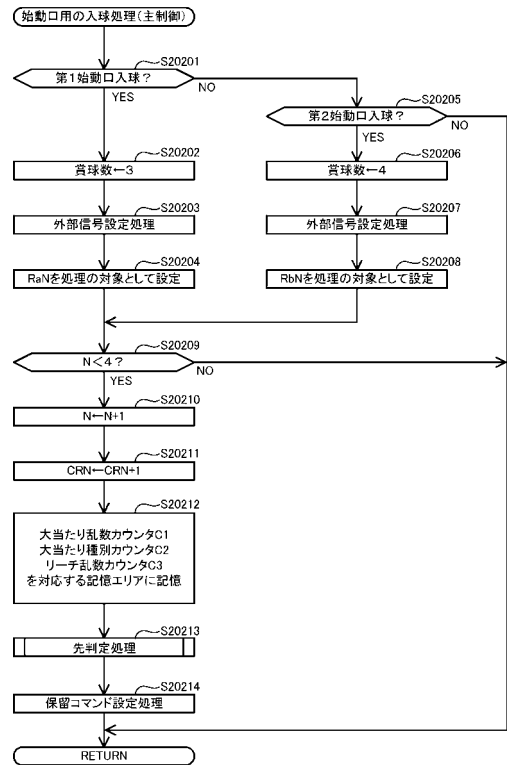 始動口用の入球処理(主制御)
S20201
第1始動口入球?
YES
NO
S20205
第2始動口入球?
YES
NO
S20202
賞球数←3
S20206
賞球数←4
S20203
外部信号設定処理
S20207
外部信号設定処理
S20204
RaNを処理の対象として設定
S20208
RbNを処理の対象として設定
S20209
N<4?
YES
NO
S20210
N←N+1
S20211
CRN←CRN+1
S20212
大当たり乱数カウンタC1
大当たり種別カウンタC2
リーチ乱数カウンタC3
を対応する記憶エリアに記憶
S20213
先判定処理
S20214
保留コマンド設定処理
RETURN